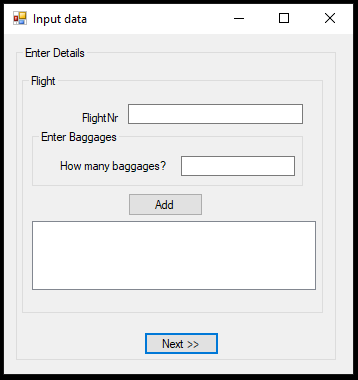 Input data
Enter Details
Flight
FlightNr
Enter Baggages
How many baggages?
Add
Next >>